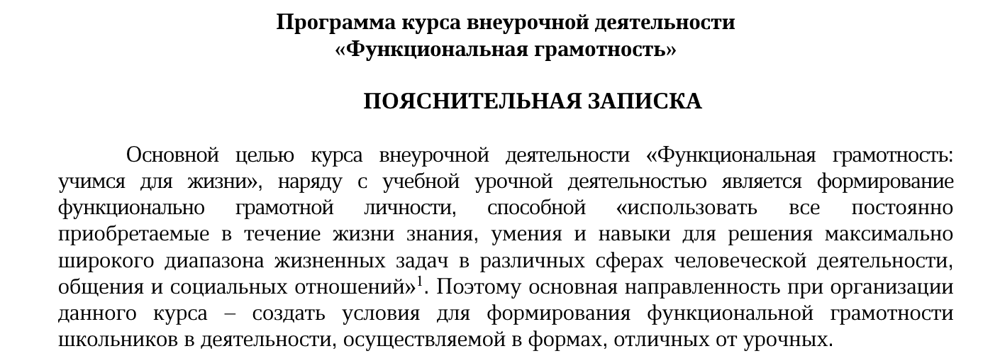 Программа курса внеурочной деятельности
«Функциональная грамотность»
ПОЯСНИТЕЛЬНАЯ ЗАПИСКА
Основной целью курса внеурочной деятельности «Функциональная грамотность:
учимся для жизни», наряду с учебной урочной деятельностью является формирование
функционально грамотной личности, способной «использовать все постоянно
приобретаемые в течение жизни знания, умения и навыки для решения максимально
широкого диапазона жизненных задач в различных сферах человеческой деятельности,
общения и социальных отношений»¹. Поэтому основная направленность при организации
данного курса – создать условия для формирования функциональной грамотности
школьников в деятельности, осуществляемой в формах, отличных от урочных.